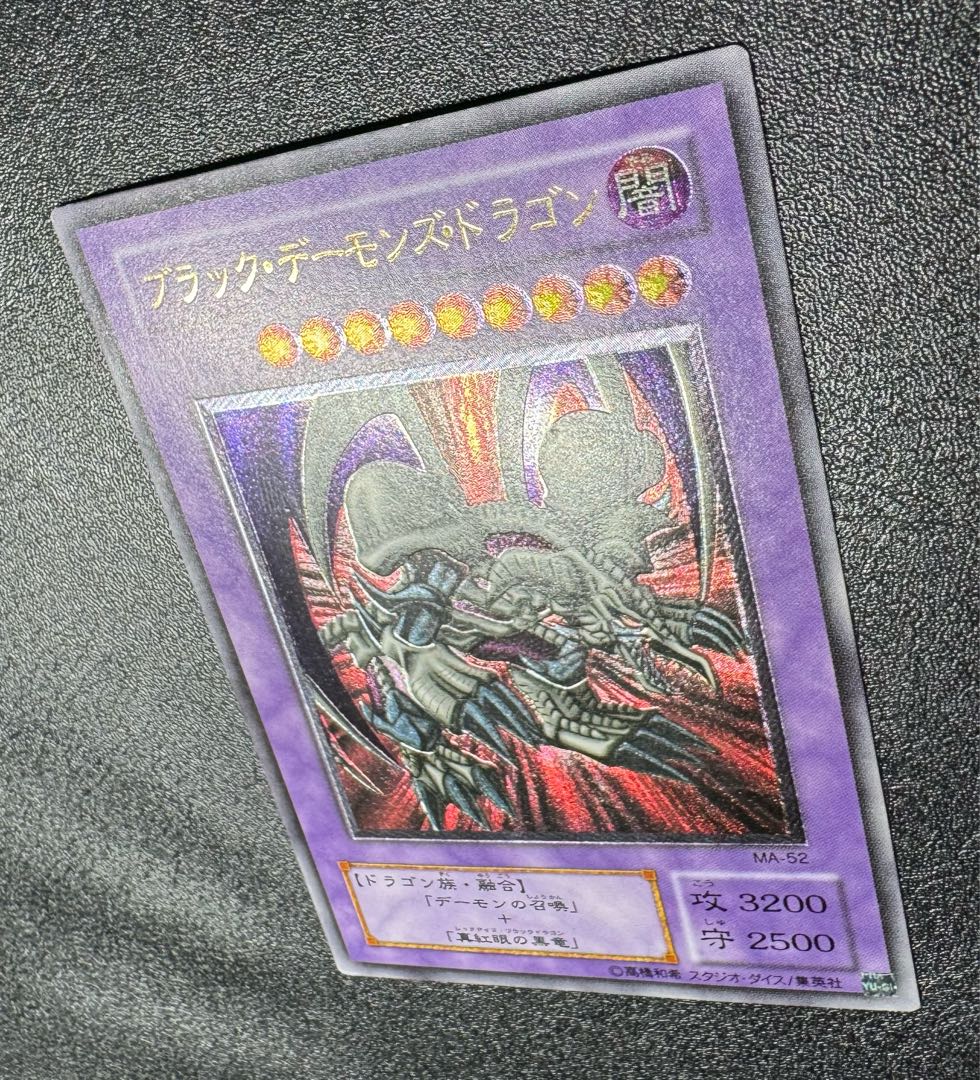 ブラック・デーモンズ・ドラゴン
闇
MA-52
【ドラゴン族・融合】
「デーモンの召喚」
+
「真紅眼の黒竜」
攻 3200
守 2500
©高橋和希 スタジオ・ダイス/集英社